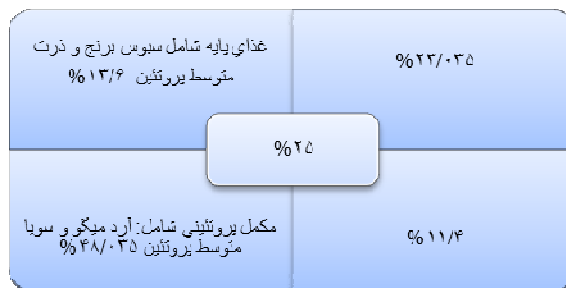 غذای پایه شامل سبوس برنج و ذرت
متوسط پروتئین ۱۳/۶%
%۲۳/۰۳۵
%۲۵
مکمل پروتئینی شامل: آرد میگو و سویا
متوسط پروتئین ۴۸/۰۳۵%
%۱۱/۴